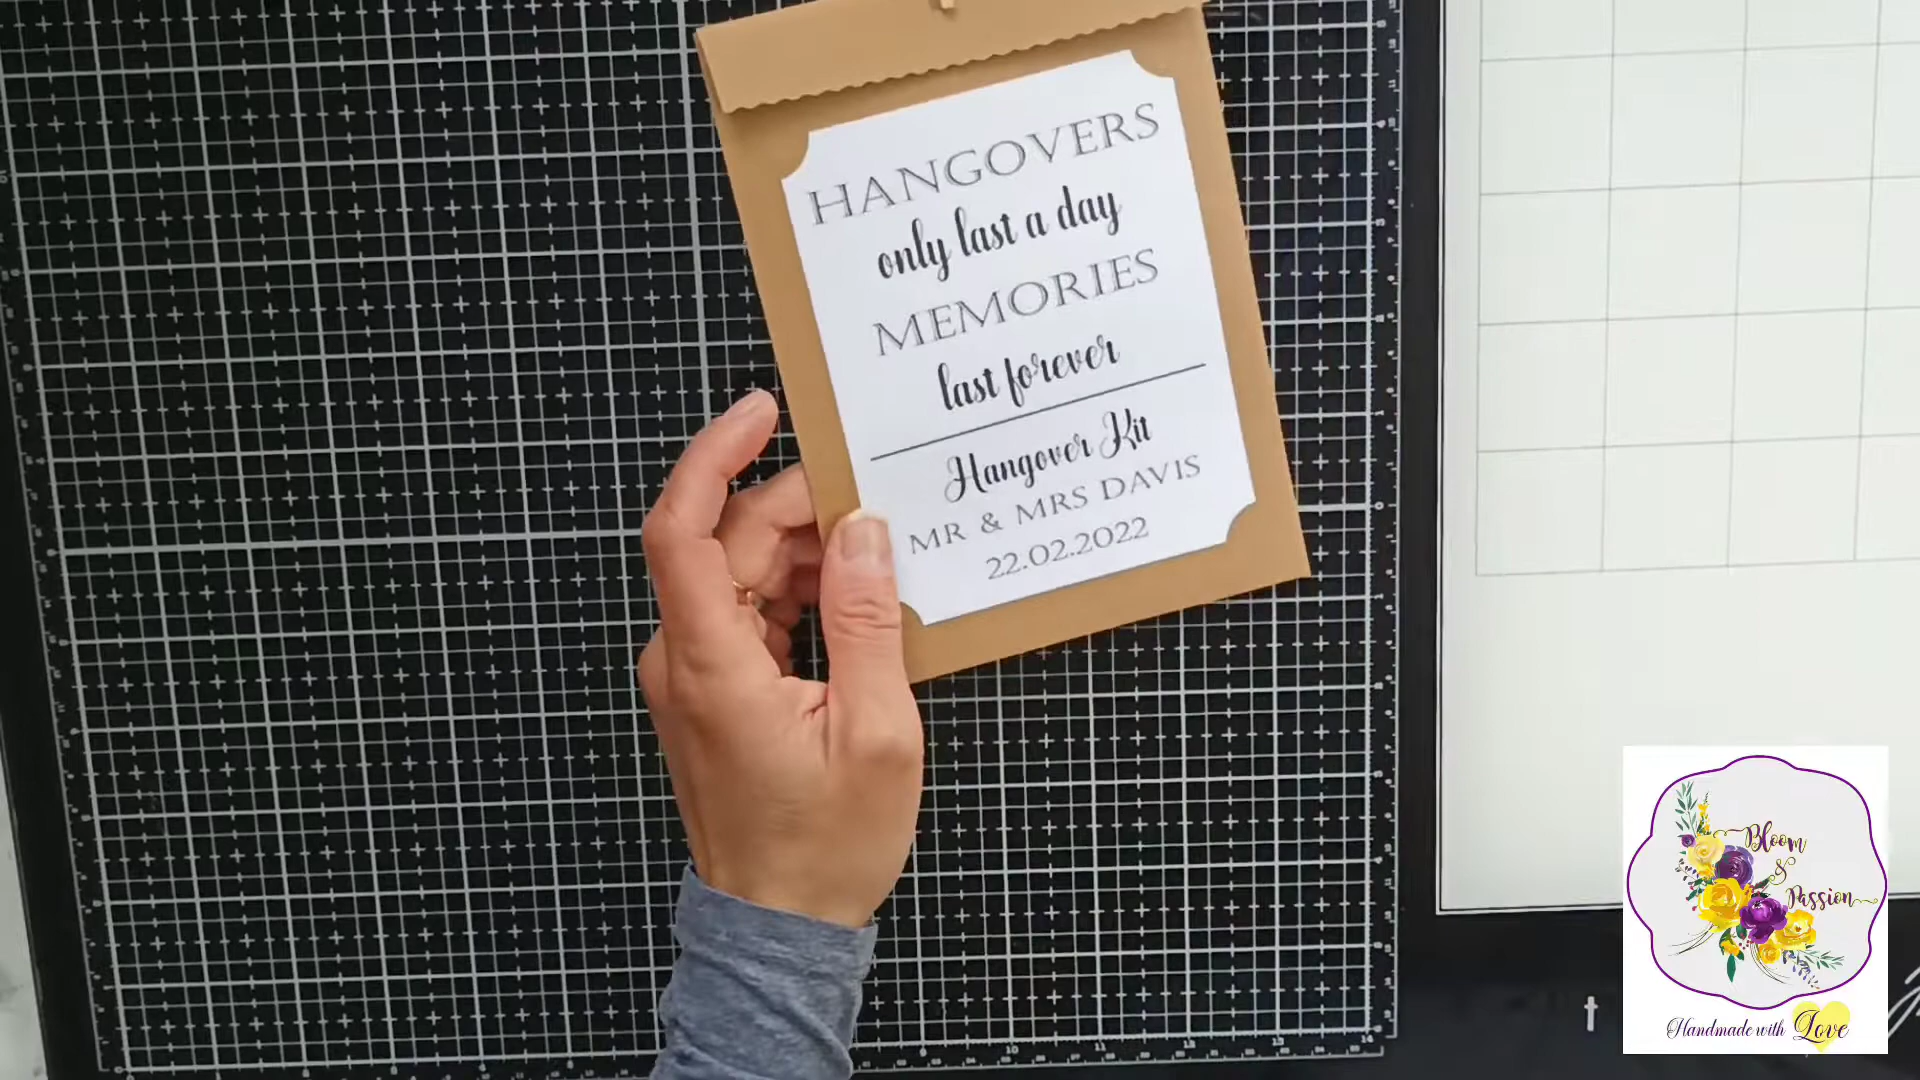 HANGOVERS
only last a day
MEMORIES
last forever
Hangover Kit
MR & MRS DAVIS
22.02.2022
Bloom
&
Passion
Handmade with Love